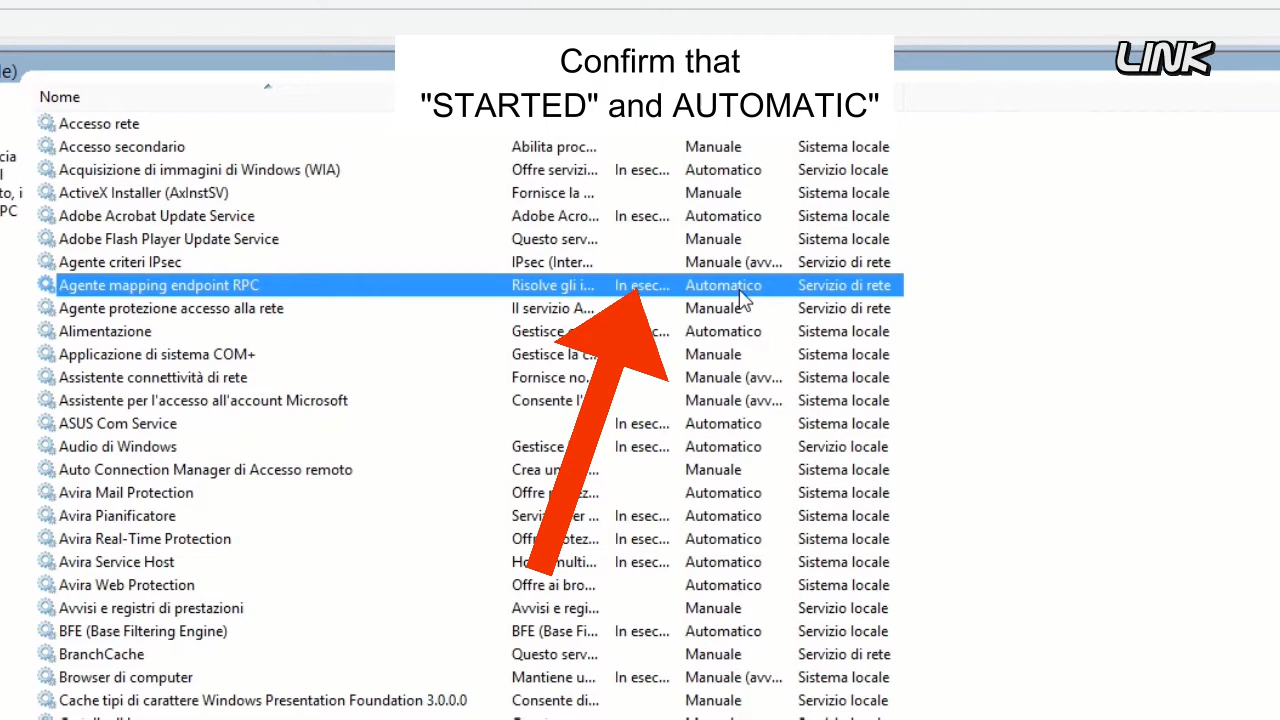 Confirm that
"STARTED" and AUTOMATIC"
LINK
le)
Nome
Accesso rete
Accesso secondario Abilita proc... Manuale Sistema locale
cia
Acquisizione di immagini di Windows (WIA) Offre servizi... In esec... Automatico Servizio locale
l
ActiveX Installer (AxInstSV) Fornisce la ... Manuale Sistema locale
to, i
Adobe Acrobat Update Service Adobe Acro... In esec... Automatico Sistema locale
PC
Adobe Flash Player Update Service Questo serv... Manuale Sistema locale
Agente criteri IPsec IPsec (Inter... Manuale (avv... Servizio di rete
Agente mapping endpoint RPC Risolve gli i... In esec... Automatico Servizio di rete
Agente protezione accesso alla rete Il servizio A... Manuale Servizio di rete
Alimentazione Gestisce c... Automatico Sistema locale
Applicazione di sistema COM+ Gestisce la c... Manuale Sistema locale
Assistente connettività di rete Fornisce no... Manuale (avv... Sistema locale
Assistente per l'accesso all'account Microsoft Consente l' Manuale (avv... Sistema locale
ASUS Com Service In esec... Automatico Sistema locale
Audio di Windows Gestisce In esec... Automatico Servizio locale
Auto Connection Manager di Accesso remoto Crea un Manuale Sistema locale
Avira Mail Protection Offre Automatico Sistema locale
Avira Pianificatore In esec... Automatico Sistema locale
Avira Real-Time Protection In esec... Automatico Sistema locale
Avira Service Host In esec... Automatico Sistema locale
Avira Web Protection Offre ai bro... Automatico Sistema locale
Avvisi e registri di prestazioni Avvisi e regi... Manuale Servizio locale
BFE (Base Filtering Engine) BFE (Base Fi... In esec... Automatico Servizio locale
BranchCache Questo serv... Manuale Servizio di rete
Browser di computer Mantiene u... In esec... Manuale (avv... Sistema locale
Cache tipi di carattere Windows Presentation Foundation 3.0.0.0 Consente di... Manuale Servizio locale